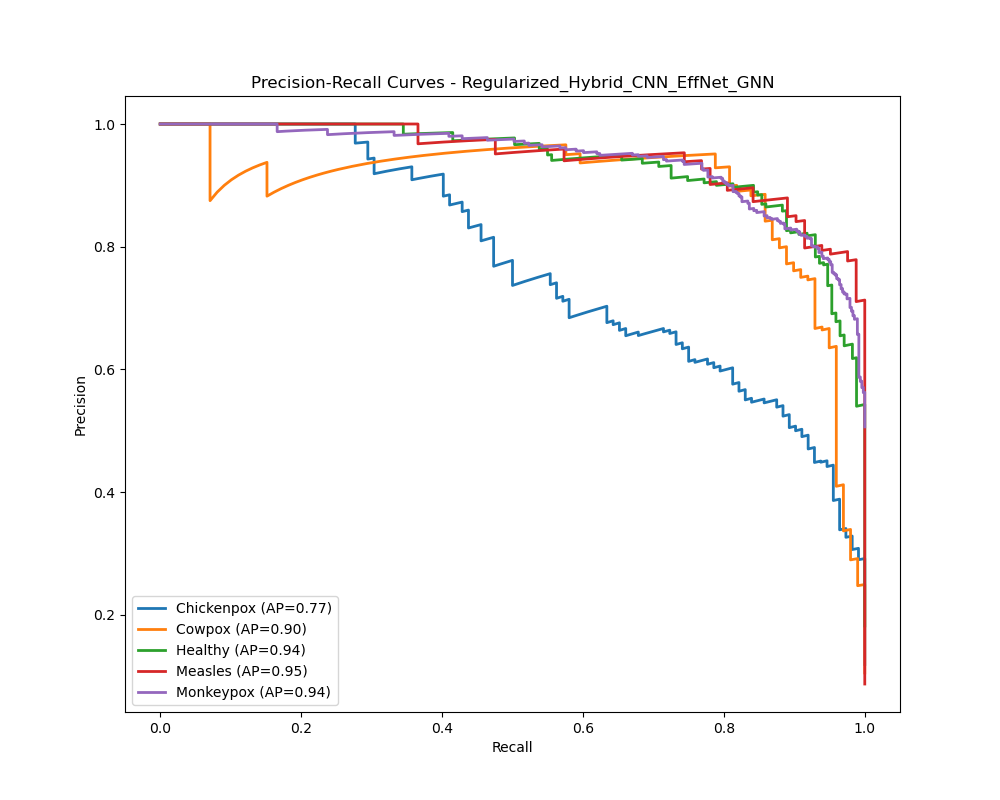 Precision-Recall Curves - Regularized_Hybrid_CNN_EffNet_GNN
1.0
0.8
0.6
0.4
0.2
Precision
Chickenpox (AP=0.77)
Cowpox (AP=0.90)
Healthy (AP=0.94)
Measles (AP=0.95)
Monkeypox (AP=0.94)
0.0 0.2 0.4 0.6 0.8 1.0
Recall